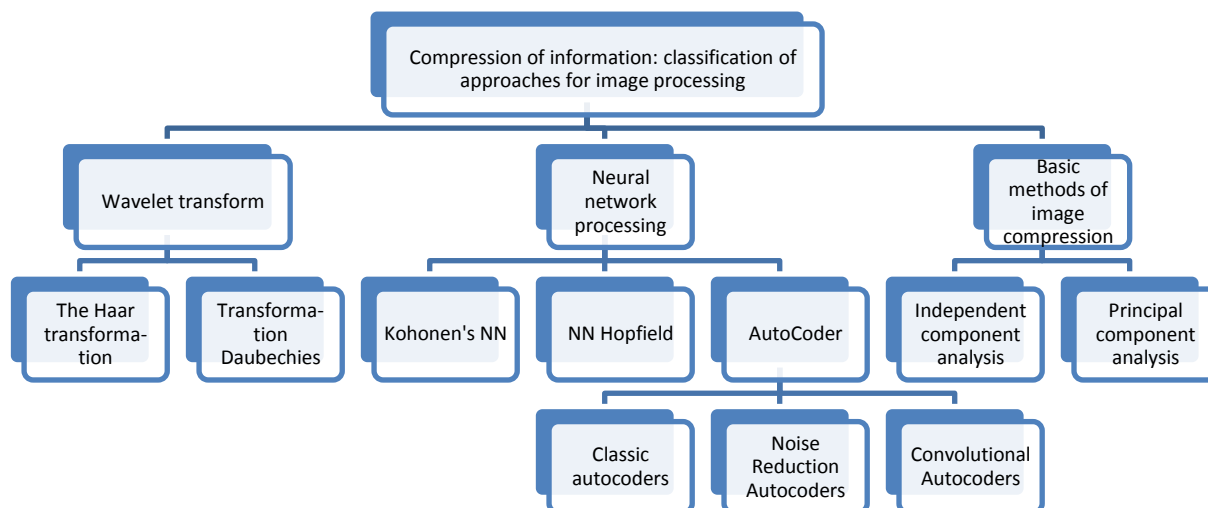 Compression of information: classification of
approaches for image processing
Wavelet transform
Neural
network
processing
Basic
methods of
image
compression
The Haar
transforma-
tion
Transforma-
tion
Daubechies
Kohonen's NN
NN Hopfield
AutoCoder
Independent
component
analysis
Principal
component
analysis
Classic
autocoders
Noise
Reduction
Autocoders
Convolutional
Autocoders